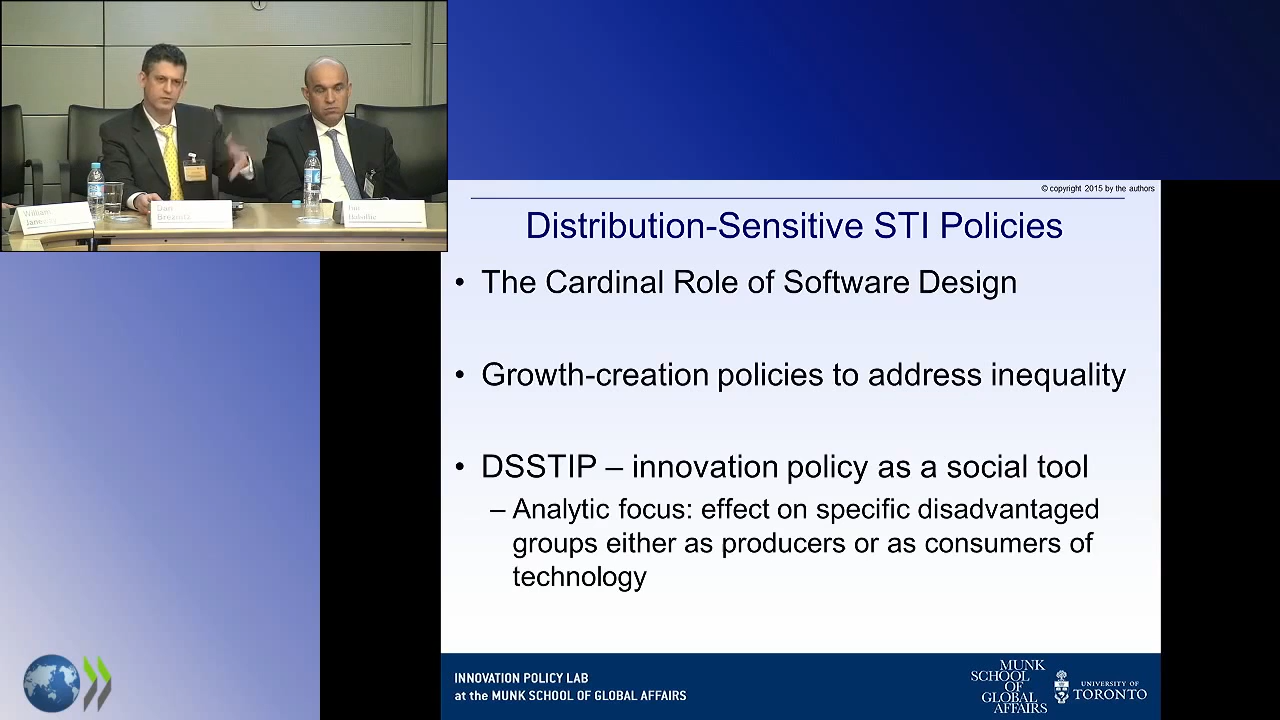 William
Dan
Breznitz
© copyright 2015 by the authors
Distribution-Sensitive STI Policies
• The Cardinal Role of Software Design
• Growth-creation policies to address inequality
• DSSTIP – innovation policy as a social tool
– Analytic focus: effect on specific disadvantaged
groups either as producers or as consumers of
technology
INNOVATION POLICY LAB
at the MUNK SCHOOL OF GLOBAL AFFAIRS
MUNK
SCHOOL
OF
GLOBAL
AFFAIRS
UNIVERSITY OF
TORONTO